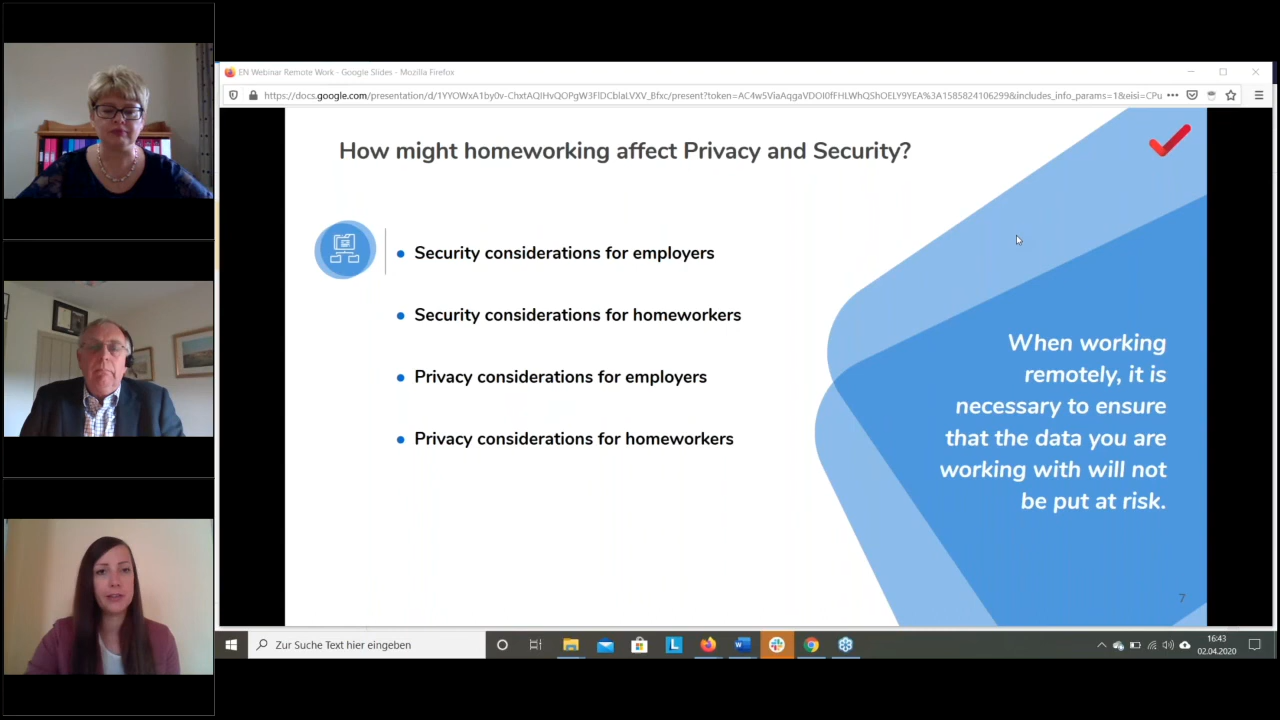 EN Webinar Remote Work - Google Slides - Mozilla Firefox
How might homeworking affect Privacy and Security?
Security considerations for employers
Security considerations for homeworkers
Privacy considerations for employers
Privacy considerations for homeworkers
When working
remotely, it is
necessary to ensure
that the data you are
working with will not
be put at risk.
7
Zur Suche Text hier eingeben
L
16:43
02.04.2020